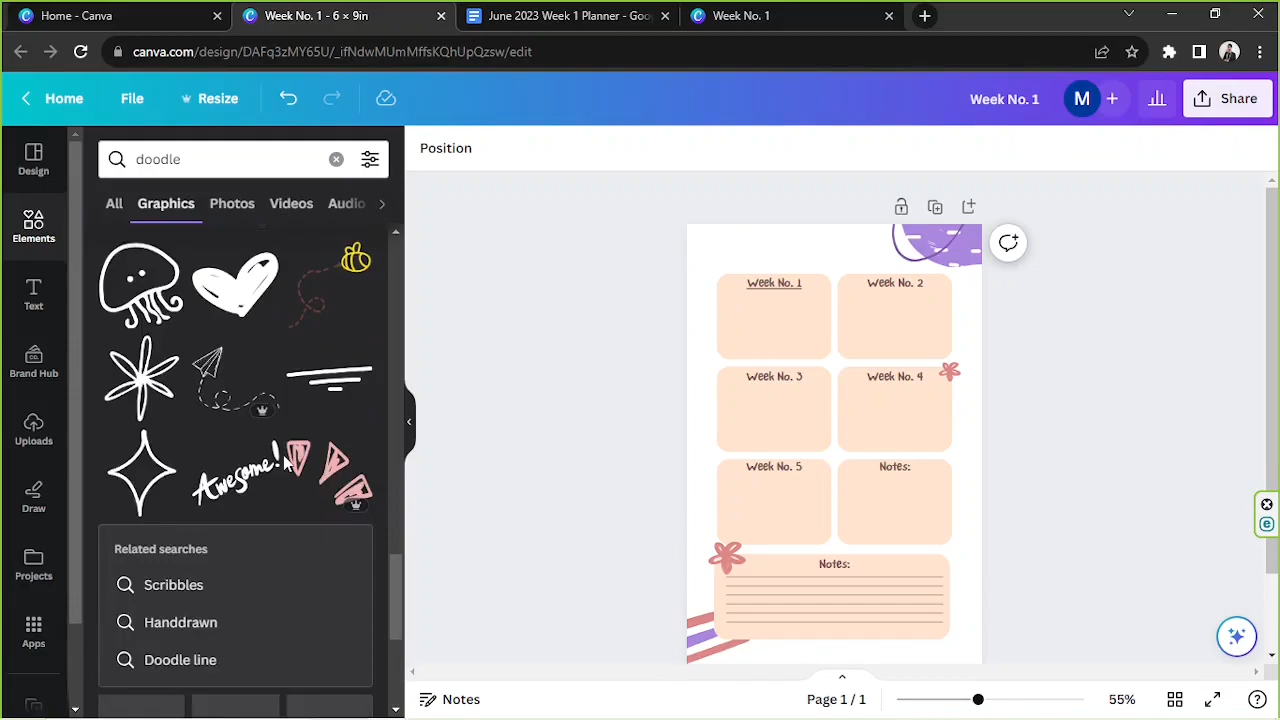 Home - Canva
Week No. 1 - 6 × 9in
June 2023 Week 1 Planner - Goo
Week No. 1
canva.com/design/DAFq3zMY65U/_ifNdwMUmMffsKQhUpQzsw/edit
Home
File
Resize
Week No. 1
M
Share
Design
Elements
Text
Brand Hub
Uploads
Draw
Projects
Apps
doodle
All
Graphics
Photos
Videos
Audio
Awesome!
Related searches
Scribbles
Handdrawn
Doodle line
Position
Week No. 1
Week No. 2
Week No. 3
Week No. 4
Week No. 5
Notes:
Notes:
Notes
Page 1 / 1
55%